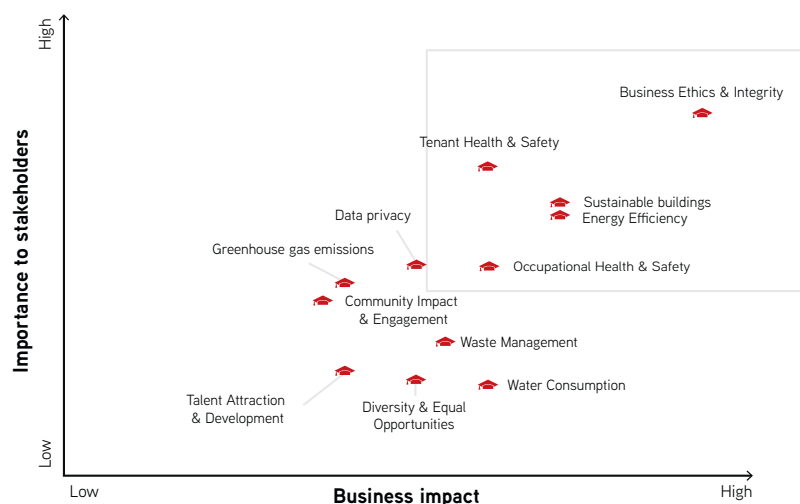 High
Importance to stakeholders
Low
Business Ethics & Integrity
Tenant Health & Safety
Sustainable buildings
Energy Efficiency
Data privacy
Greenhouse gas emissions
Occupational Health & Safety
Community Impact
& Engagement
Waste Management
Talent Attraction
& Development
Diversity & Equal
Opportunities
Water Consumption
Low
Business impact
High